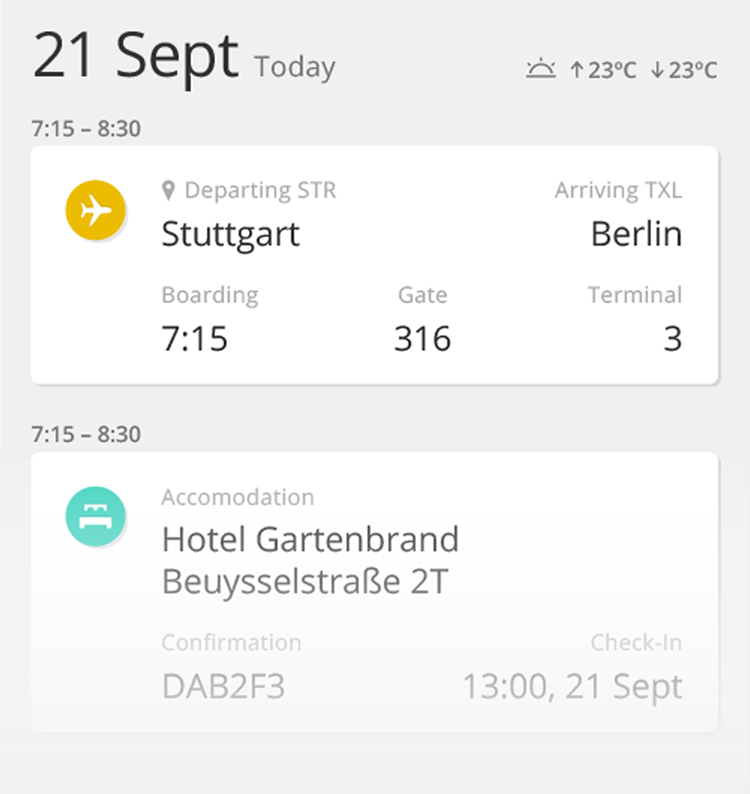 21 Sept Today ↑23°C ↓23°C
7:15 – 8:30
Departing STR Arriving TXL
Stuttgart Berlin
Boarding Gate Terminal
7:15 316 3
7:15 – 8:30
Accomodation
Hotel Gartenbrand
Beuysselstraße 2T
Confirmation Check-In
DAB2F3 13:00, 21 Sept